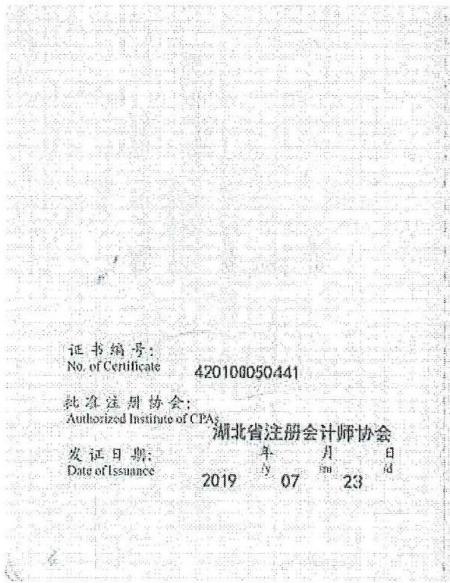 证书编号:
No. of Certificate
420100050441
批准注册协会:
Authorized Institute of CPAs
湖北省注册会计师协会
发证日期:
Date of Issuance
年 月 日
/y /m /d
2019 07 23